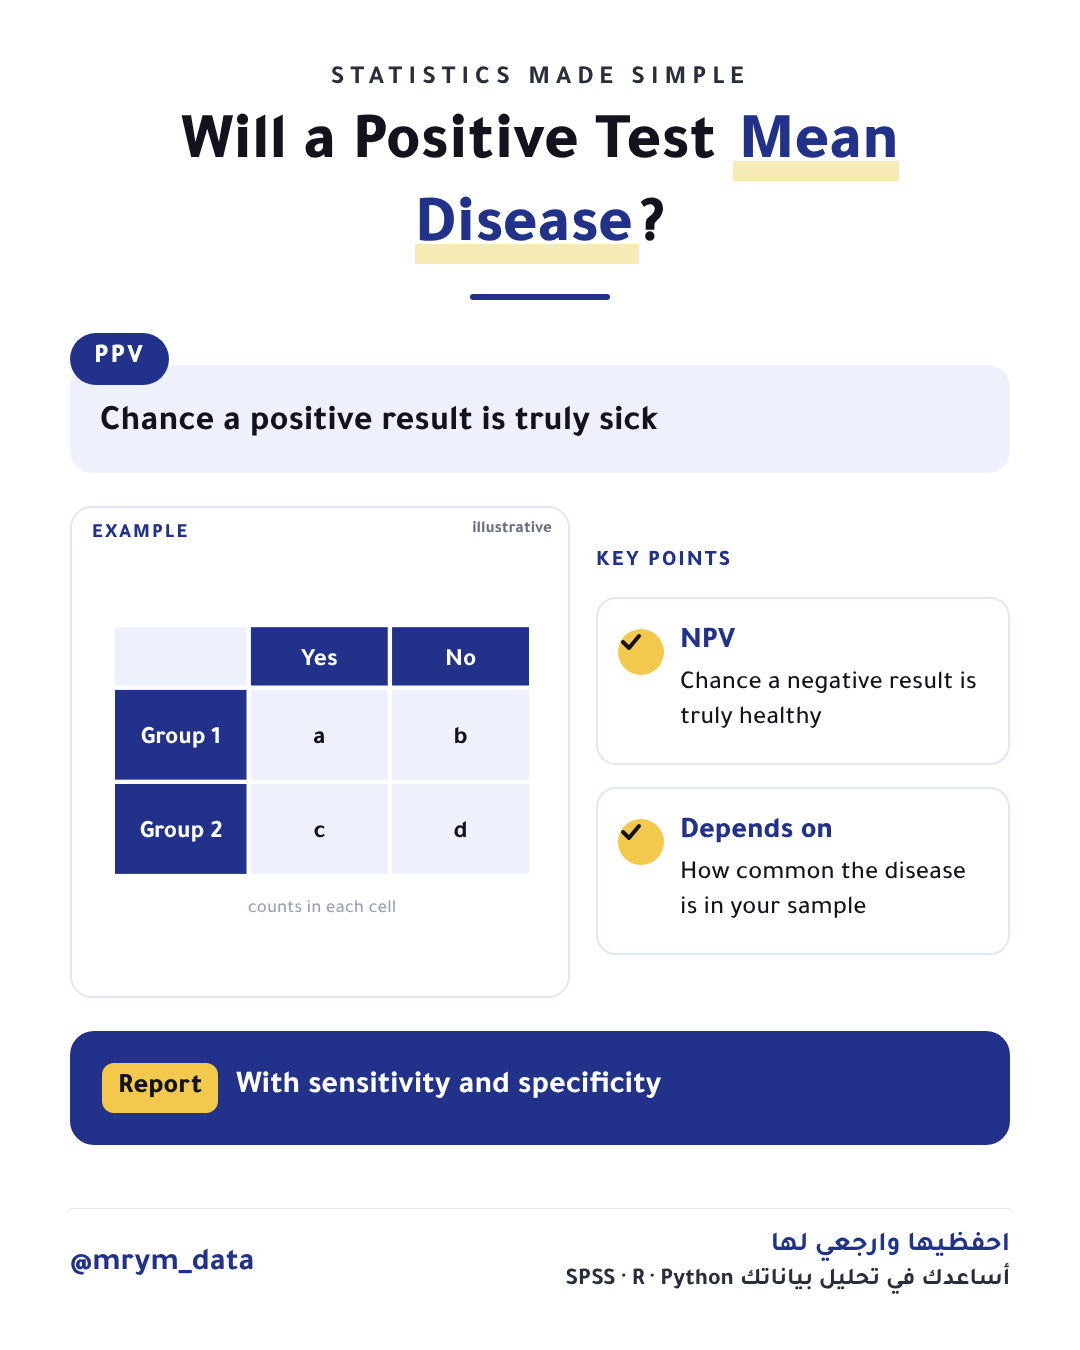 STATISTICS MADE SIMPLE
Will a Positive Test Mean
Disease?
PPV
Chance a positive result is truly sick
EXAMPLE
illustrative
Yes
No
Group 1
a
b
Group 2
c
d
counts in each cell
KEY POINTS
NPV
Chance a negative result is
truly healthy
Depends on
How common the disease
is in your sample
Report
With sensitivity and specificity
@mrym_data
احفظيها وارجعي لها
أساعدك في تحليل بياناتك SPSS · R · Python